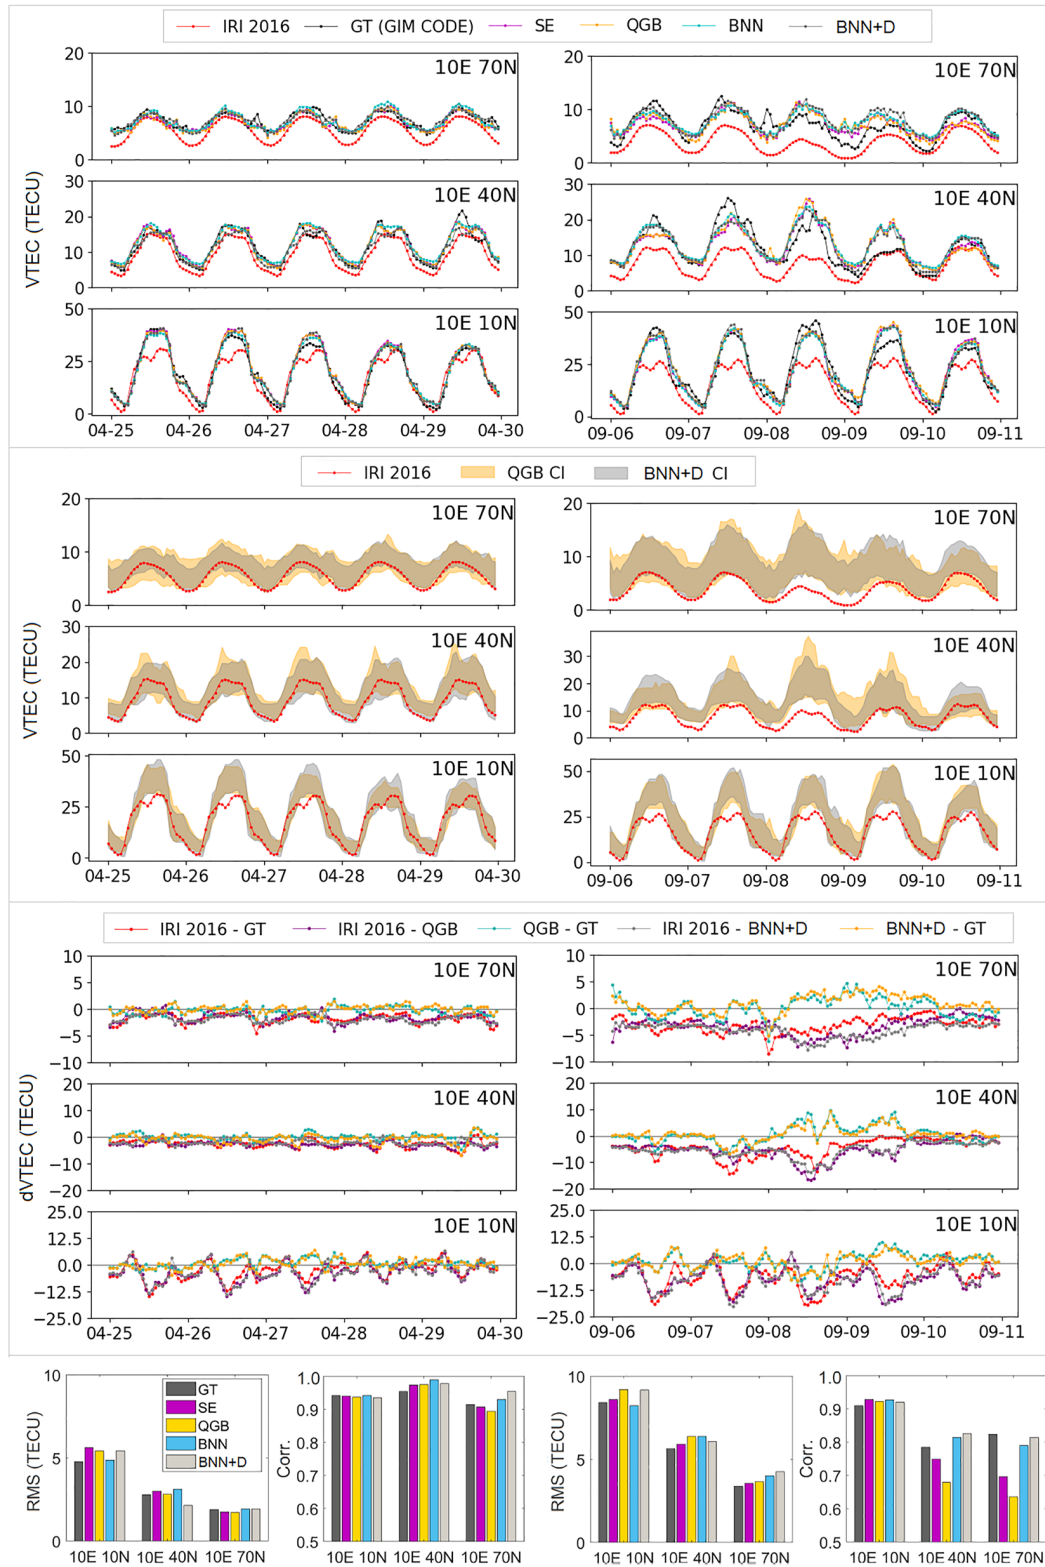 IRI 2016 GT (GIM CODE) SE QGB BNN BNN+D
VTEC (TECU)
20
10
0
10E 70N
30
20
10
0
10E 40N
50
25
0
10E 10N
04-25 04-26 04-27 04-28 04-29 04-30
20
10
0
10E 70N
30
20
10
0
10E 40N
50
25
0
10E 10N
09-06 09-07 09-08 09-09 09-10 09-11
IRI 2016 QGB CI BNN+D CI
VTEC (TECU)
20
10
0
10E 70N
30
20
10
0
10E 40N
50
25
0
10E 10N
04-25 04-26 04-27 04-28 04-29 04-30
20
10
0
10E 70N
30
20
10
0
10E 40N
50
25
0
10E 10N
09-06 09-07 09-08 09-09 09-10 09-11
IRI 2016 - GT IRI 2016 - QGB QGB - GT IRI 2016 - BNN+D BNN+D - GT
dVTEC (TECU)
10
5
0
−5
−10
10E 70N
20
10
0
−10
−20
10E 40N
25.0
12.5
0.0
−12.5
−25.0
10E 10N
04-25 04-26 04-27 04-28 04-29 04-30
10
5
0
−5
−10
10E 70N
20
10
0
−10
−20
10E 40N
25.0
12.5
0.0
−12.5
−25.0
10E 10N
09-06 09-07 09-08 09-09 09-10 09-11
RMS (TECU)
10
5
0
GT
SE
QGB
BNN
BNN+D
10E 10N 10E 40N 10E 70N
Corr.
1.0
0.9
0.8
0.7
0.6
0.5
10E 10N 10E 40N 10E 70N
RMS (TECU)
10
5
0
10E 10N 10E 40N 10E 70N
Corr.
1.0
0.9
0.8
0.7
0.6
0.5
10E 10N 10E 40N 10E 70N